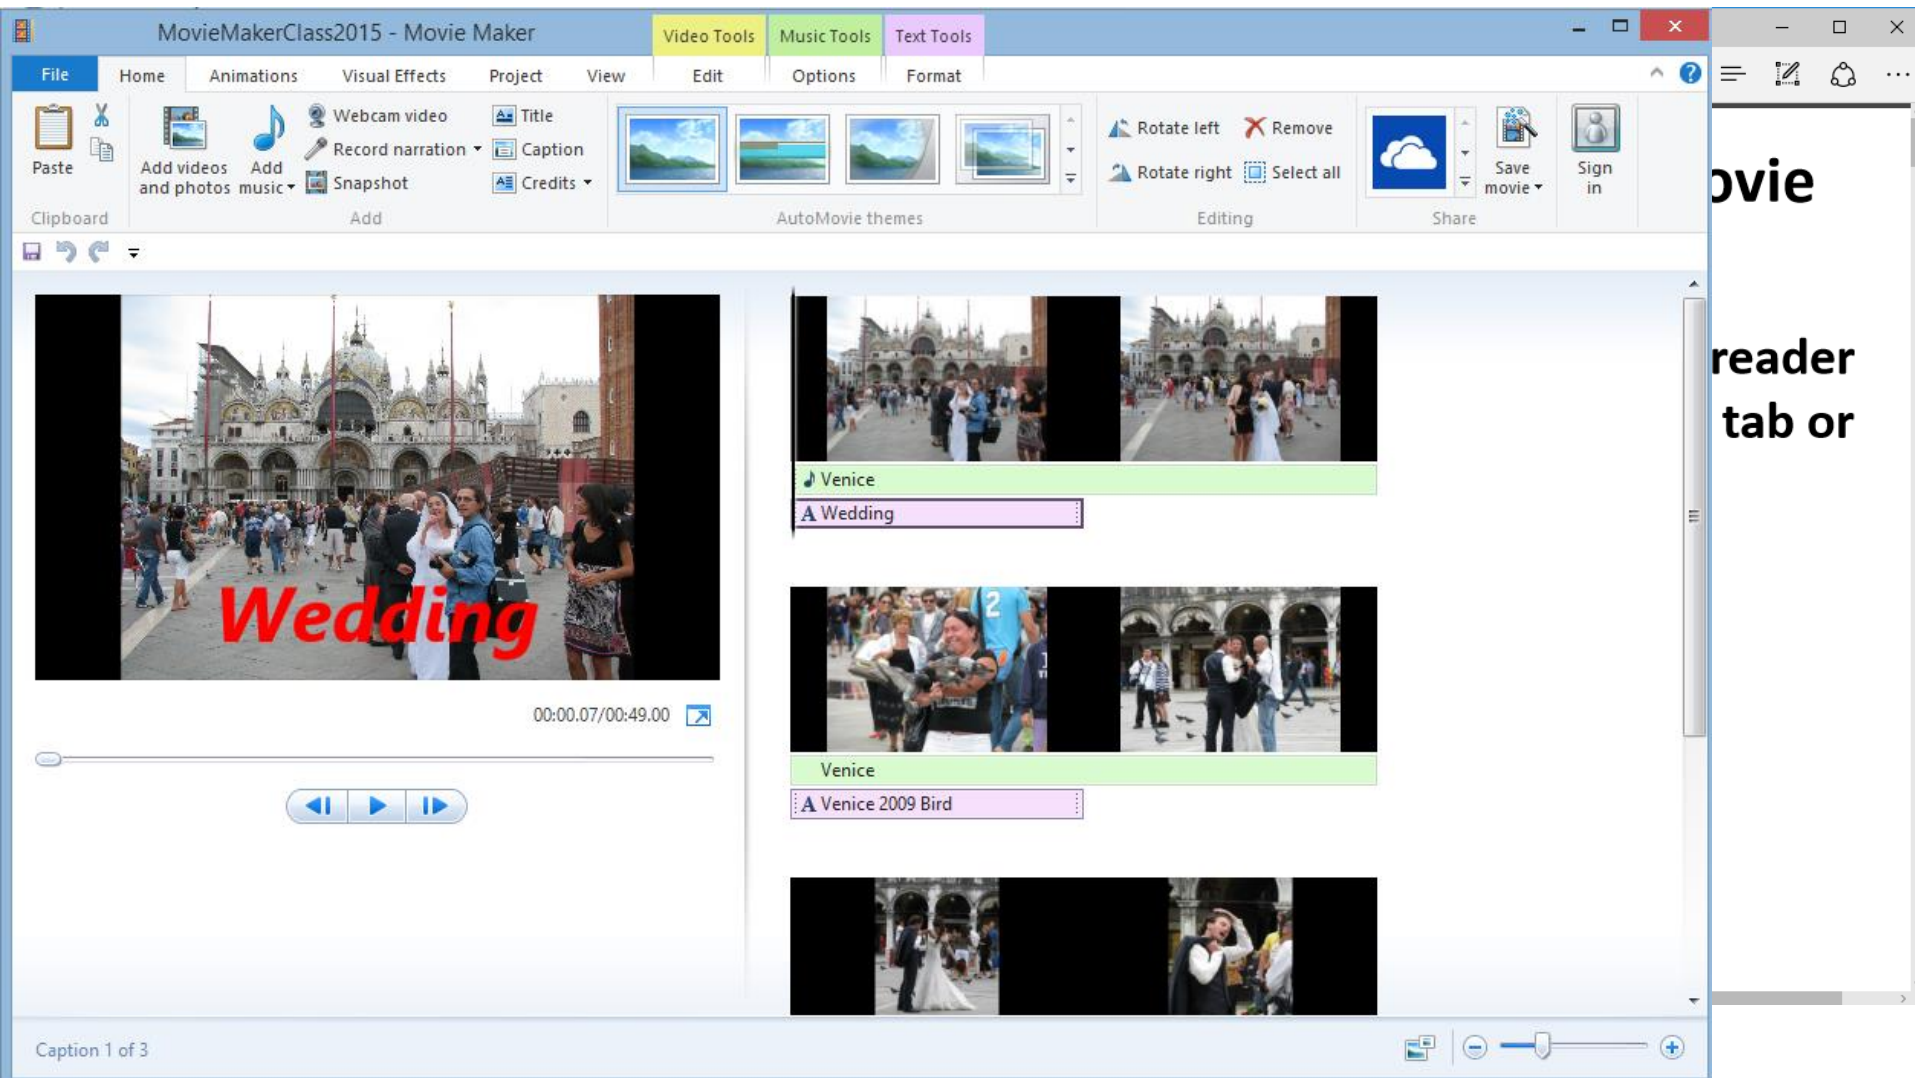 MovieMakerClass2015 - Movie Maker
Video Tools
Music Tools
Text Tools
File
Home
Animations
Visual Effects
Project
View
Edit
Options
Format
Paste
Clipboard
Add videos
and photos
Add
music
Webcam video
Record narration
Snapshot
Title
Caption
Credits
Add
AutoMovie themes
Rotate left
Remove
Rotate right
Select all
Editing
Share
Save
movie
Sign
in
ovie
reader
tab or
Wedding
00:00.07/00:49.00
Venice
A Wedding
2
Venice
A Venice 2009 Bird
Caption 1 of 3